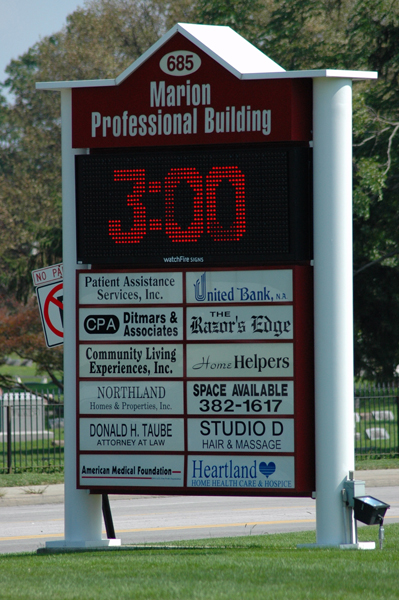 685
Marion
Professional Building
3:00
watchFire SIGNS
NO PA
Patient Assistance
Services, Inc.
United Bank, N.A.
CPA Ditmars &
Associates
THE
Razor's Edge
Community Living
Experiences, Inc.
Home Helpers
NORTHLAND
Homes & Properties, Inc.
SPACE AVAILABLE
382-1617
DONALD H. TAUBE
ATTORNEY AT LAW
STUDIO D
HAIR & MASSAGE
American Medical Foundation
Heartland
HOME HEALTH CARE & HOSPICE